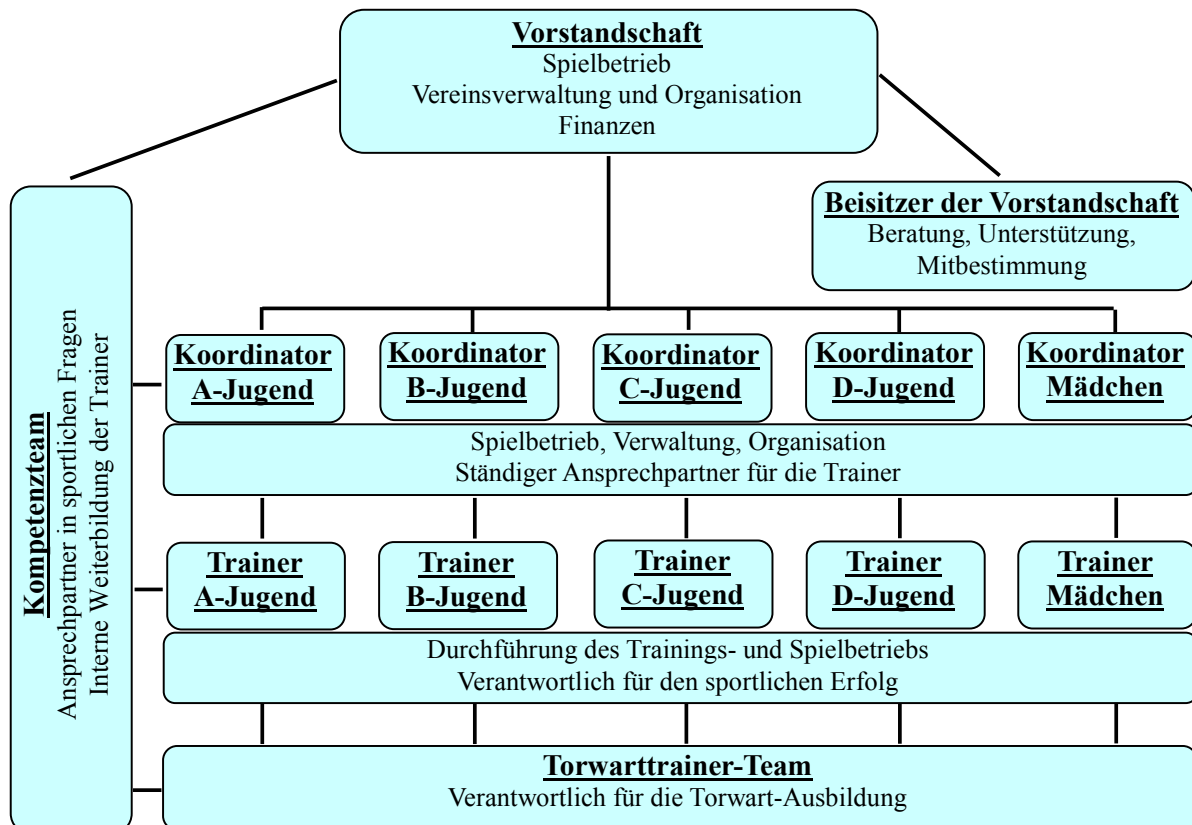 Vorstandschaft
Spielbetrieb
Vereinsverwaltung und Organisation
Finanzen
Beisitzer der Vorstandschaft
Beratung, Unterstützung,
Mitbestimmung
Kompetenzteam
Ansprechpartner in sportlichen Fragen
Interne Weiterbildung der Trainer
Koordinator
A-Jugend
Koordinator
B-Jugend
Koordinator
C-Jugend
Koordinator
D-Jugend
Koordinator
Mädchen
Spielbetrieb, Verwaltung, Organisation
Ständiger Ansprechpartner für die Trainer
Trainer
A-Jugend
Trainer
B-Jugend
Trainer
C-Jugend
Trainer
D-Jugend
Trainer
Mädchen
Durchführung des Trainings- und Spielbetriebs
Verantwortlich für den sportlichen Erfolg
Torwarttrainer-Team
Verantwortlich für die Torwart-Ausbildung